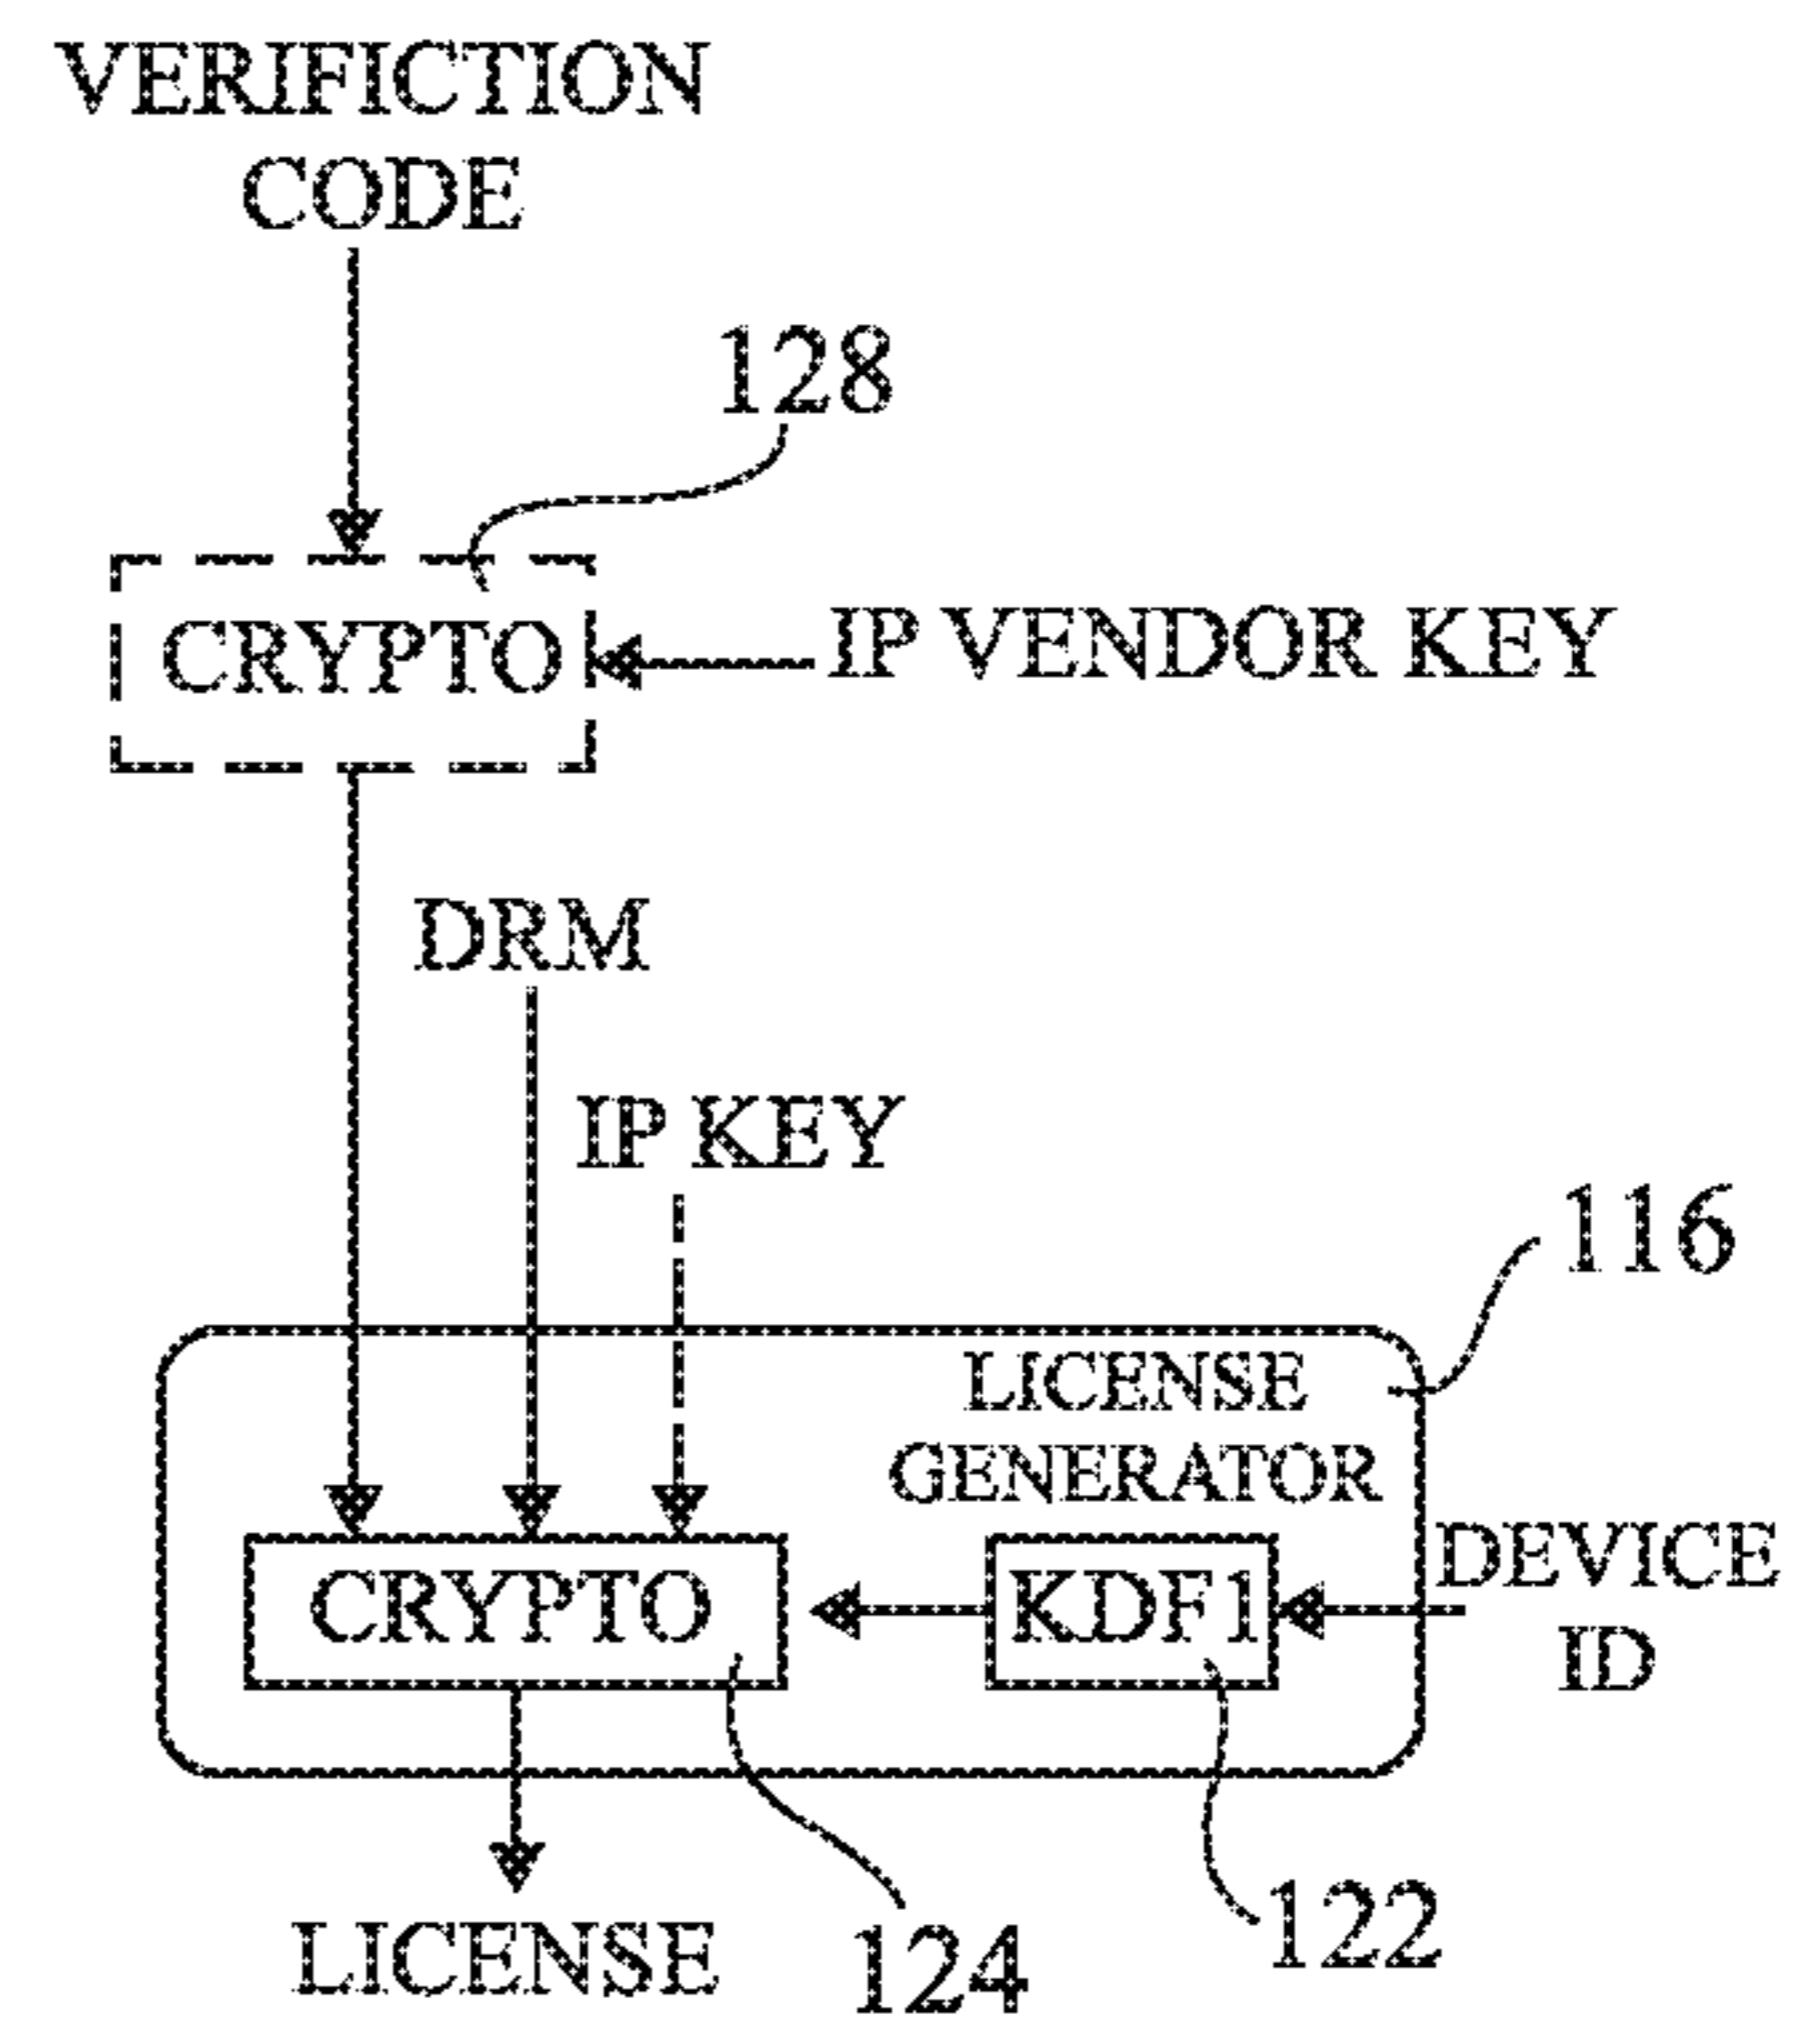 VERIFICTION
CODE
128
CRYPTO
IP VENDOR KEY
DRM
IP KEY
116
LICENSE
GENERATOR
CRYPTO
KDF1
DEVICE
ID
LICENSE
124
122